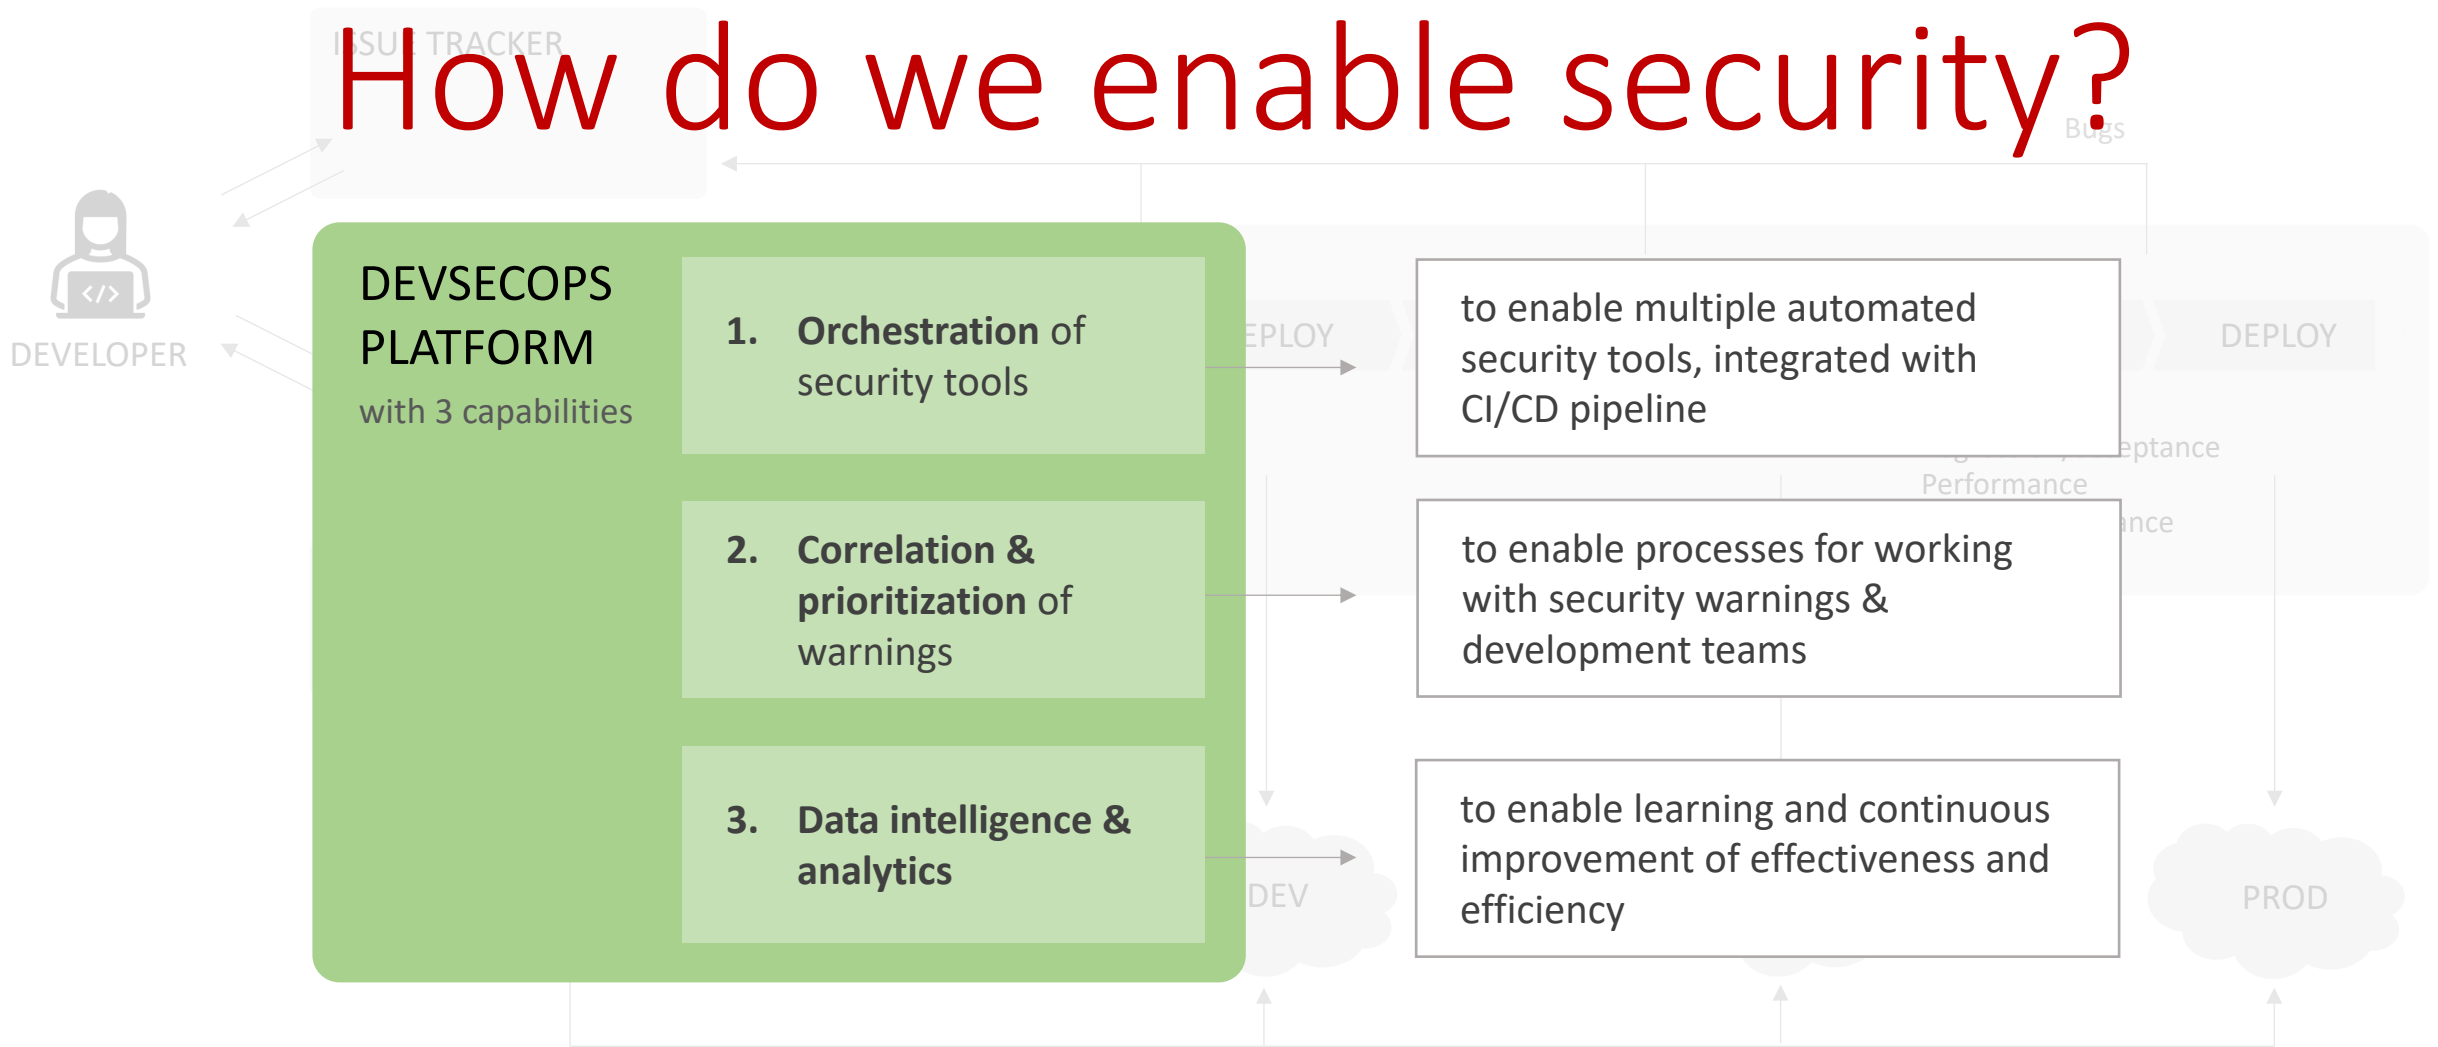 How do we enable security?
ISSUE TRACKER
Bugs
DEVELOPER
DEVSECOPS
PLATFORM
with 3 capabilities
1. Orchestration of
security tools
to enable multiple automated
security tools, integrated with
CI/CD pipeline
DEPLOY
Performance
2. Correlation &
prioritization of
warnings
to enable processes for working
with security warnings &
development teams
3. Data intelligence &
analytics
to enable learning and continuous
improvement of effectiveness and
efficiency
DEV
PROD